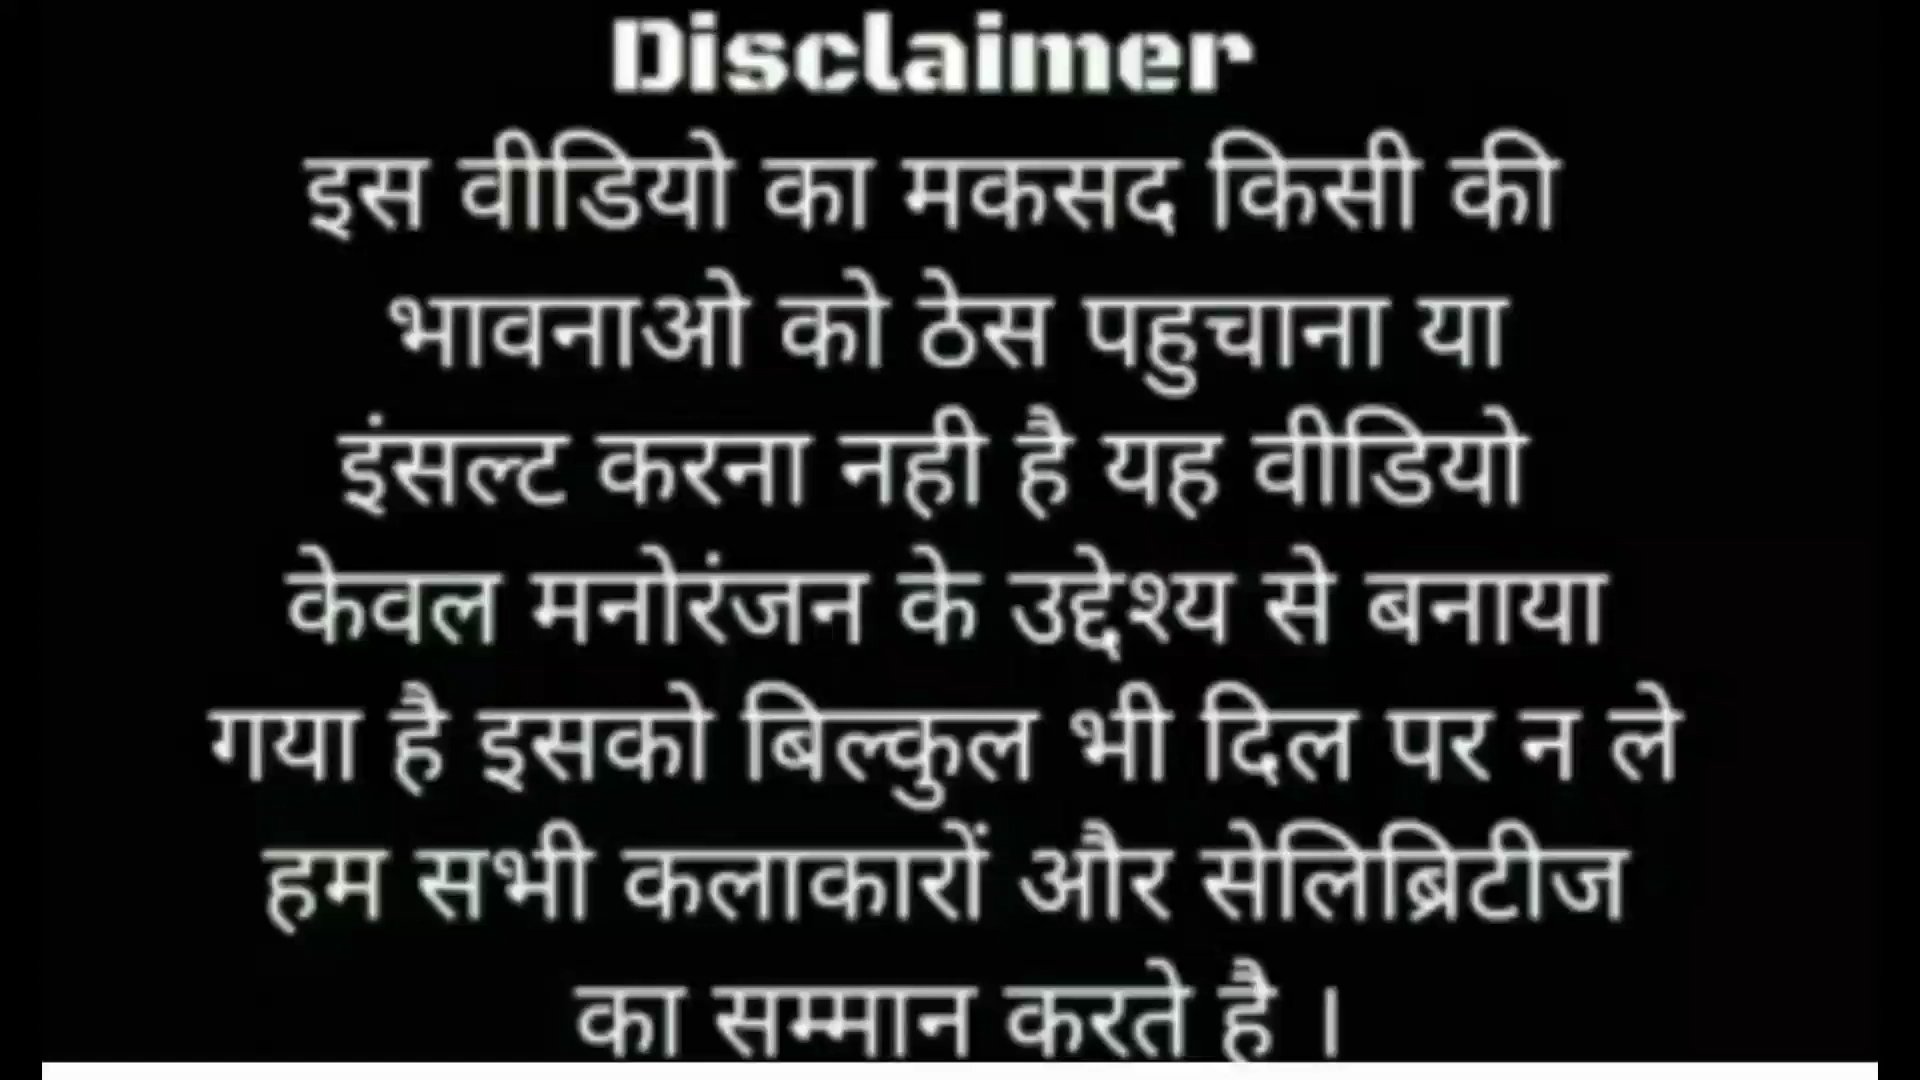 Disclaimer
इस वीडियो का मकसद किसी की
भावनाओ को ठेस पहुचाना या
इंसल्ट करना नही है यह वीडियो
केवल मनोरंजन के उद्देश्य से बनाया
गया है इसको बिल्कुल भी दिल पर न ले
हम सभी कलाकारों और सेलिब्रिटीज
का सम्मान करते है ।